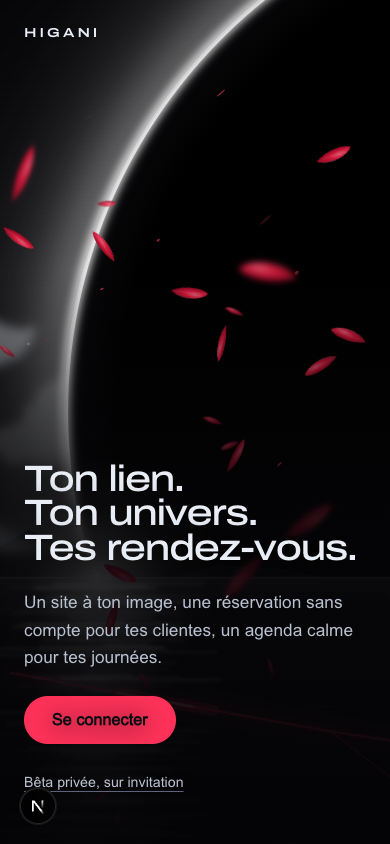 HIGANI
Ton lien.
Ton univers.
Tes rendez-vous.
Un site à ton image, une réservation sans
compte pour tes clientes, un agenda calme
pour tes journées.
Se connecter
Bêta privée, sur invitation
N